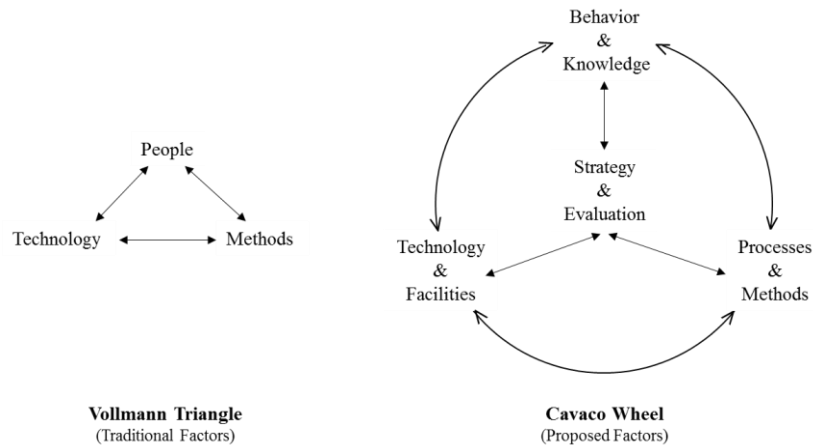 People
Technology
Methods
Vollmann Triangle
(Traditional Factors)
Behavior
&
Knowledge
Strategy
&
Evaluation
Technology
&
Facilities
Processes
&
Methods
Cavaco Wheel
(Proposed Factors)